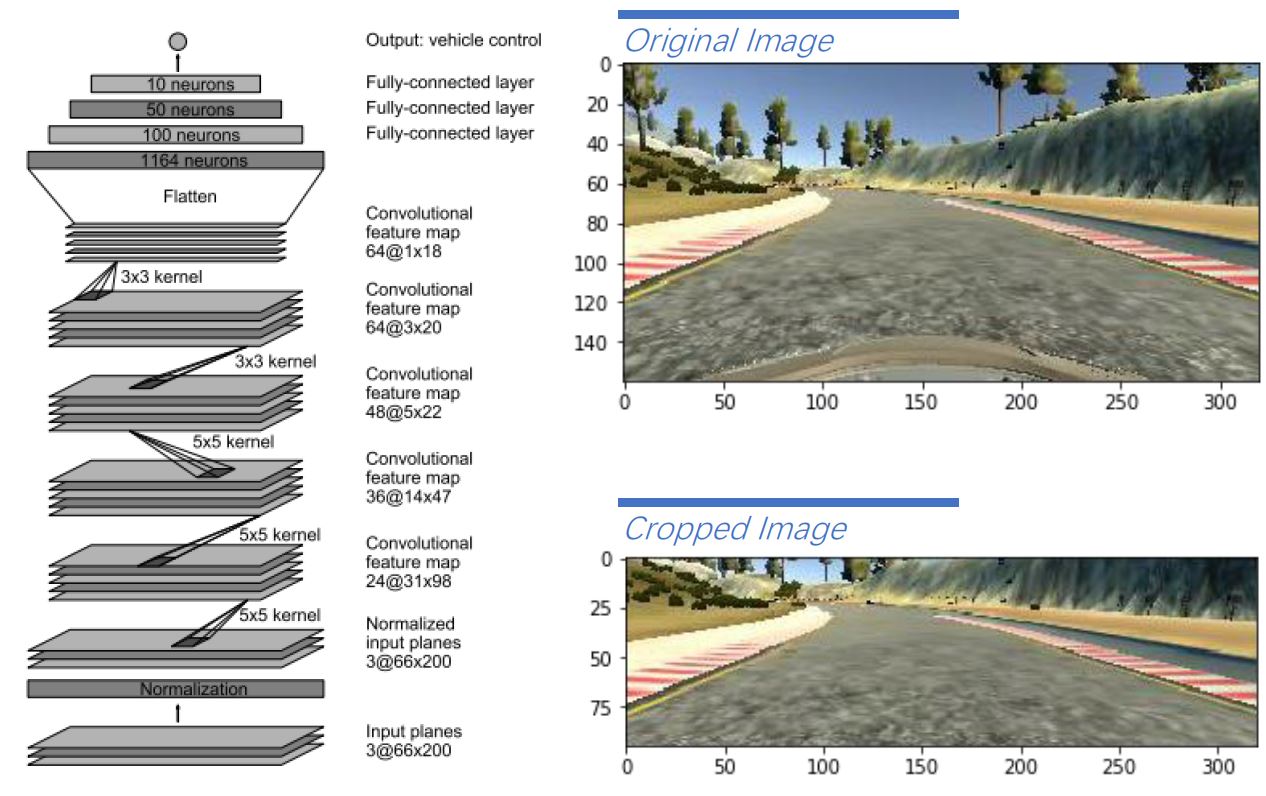 Output: vehicle control
10 neurons
Fully-connected layer
50 neurons
Fully-connected layer
100 neurons
Fully-connected layer
1164 neurons
Flatten
Convolutional
feature map
64@1x18
3x3 kernel
Convolutional
feature map
64@3x20
3x3 kernel
Convolutional
feature map
48@5x22
5x5 kernel
Convolutional
feature map
36@14x47
5x5 kernel
Convolutional
feature map
24@31x98
5x5 kernel
Normalized
input planes
3@66x200
Normalization
Input planes
3@66x200
Original Image
0
20
40
60
80
100
120
140
0 50 100 150 200 250 300
Cropped Image
0
25
50
75
0 50 100 150 200 250 300